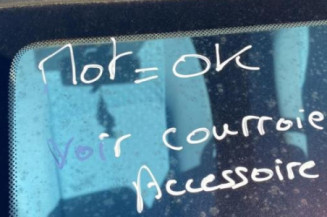 Mot = OK
voir courroie
Accessoire